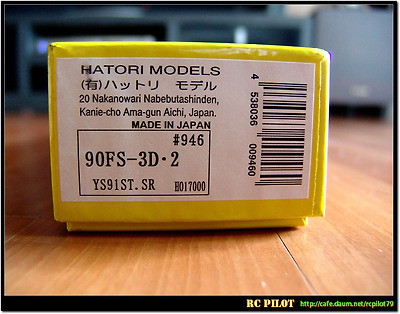 HATORI MODELS
(有)ハットリ モデル
20 Nakanowari Nabebutashinden,
Kanie-cho Ama-gun Aichi, Japan.
MADE IN JAPAN
#946
90FS-3D・2
YS91ST.SR H017000
4 538036 009460
RC PILOT http://cafe.daum.net/rcpilot79